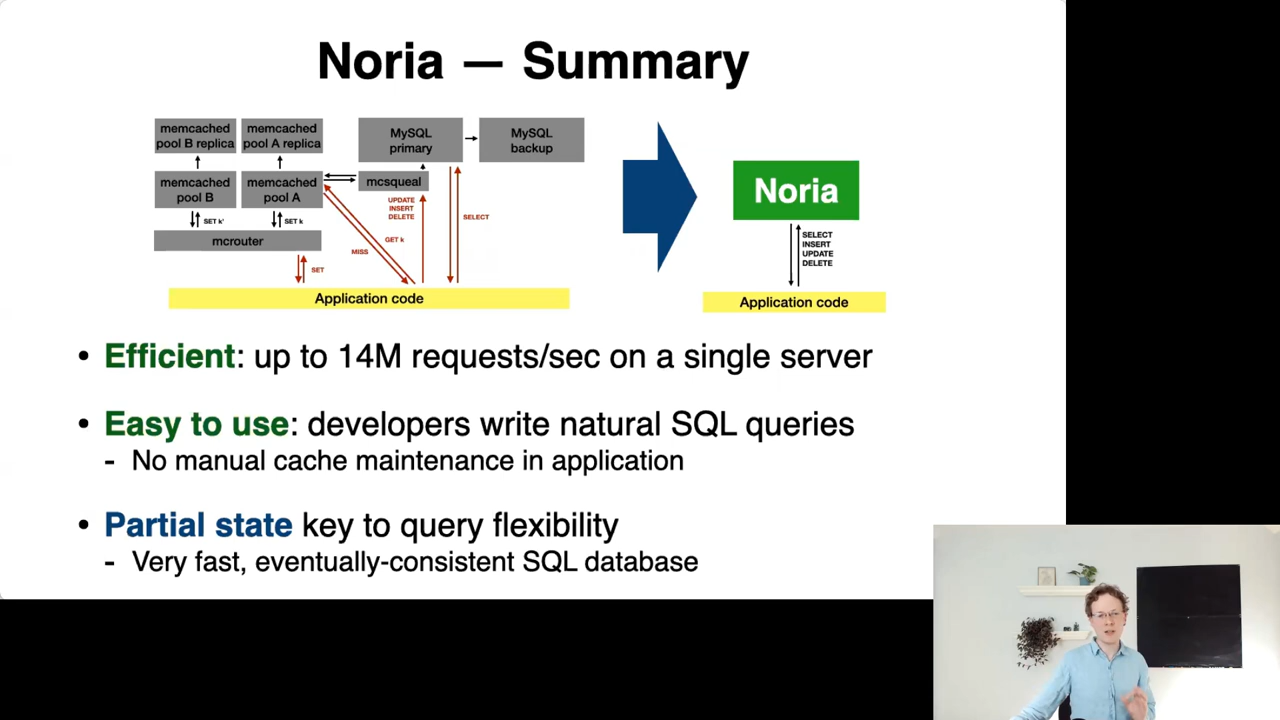 Noria — Summary
memcached
pool B replica
memcached
pool A replica
MySQL
primary
MySQL
backup
memcached
pool B
memcached
pool A
mcsqueal
SET k'
SET k
mcrouter
UPDATE
INSERT
DELETE
SELECT
GET k
MISS
SET
Application code
Noria
SELECT
INSERT
UPDATE
DELETE
Application code
• Efficient: up to 14M requests/sec on a single server
• Easy to use: developers write natural SQL queries
- No manual cache maintenance in application
• Partial state key to query flexibility
- Very fast, eventually-consistent SQL database